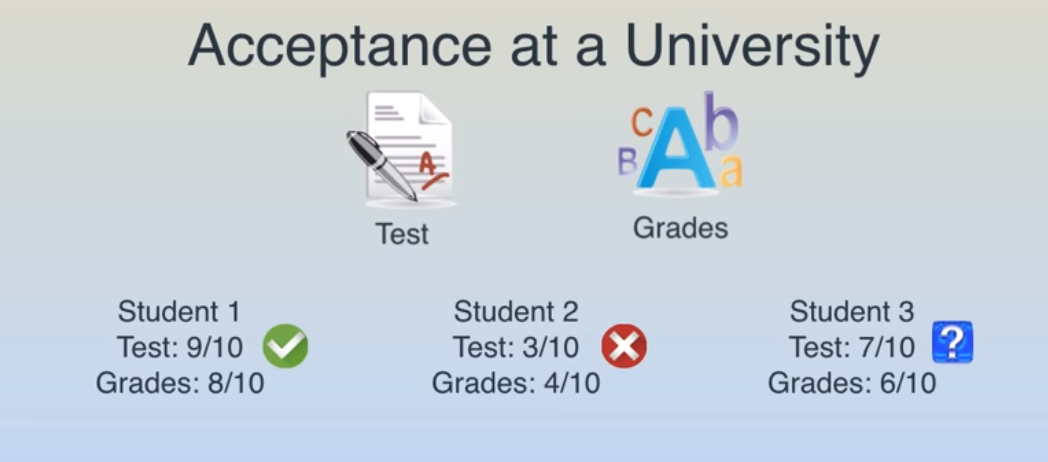 Acceptance at a University
Test
Grades
Student 1
Test: 9/10
Grades: 8/10
Student 2
Test: 3/10
Grades: 4/10
Student 3
Test: 7/10
Grades: 6/10